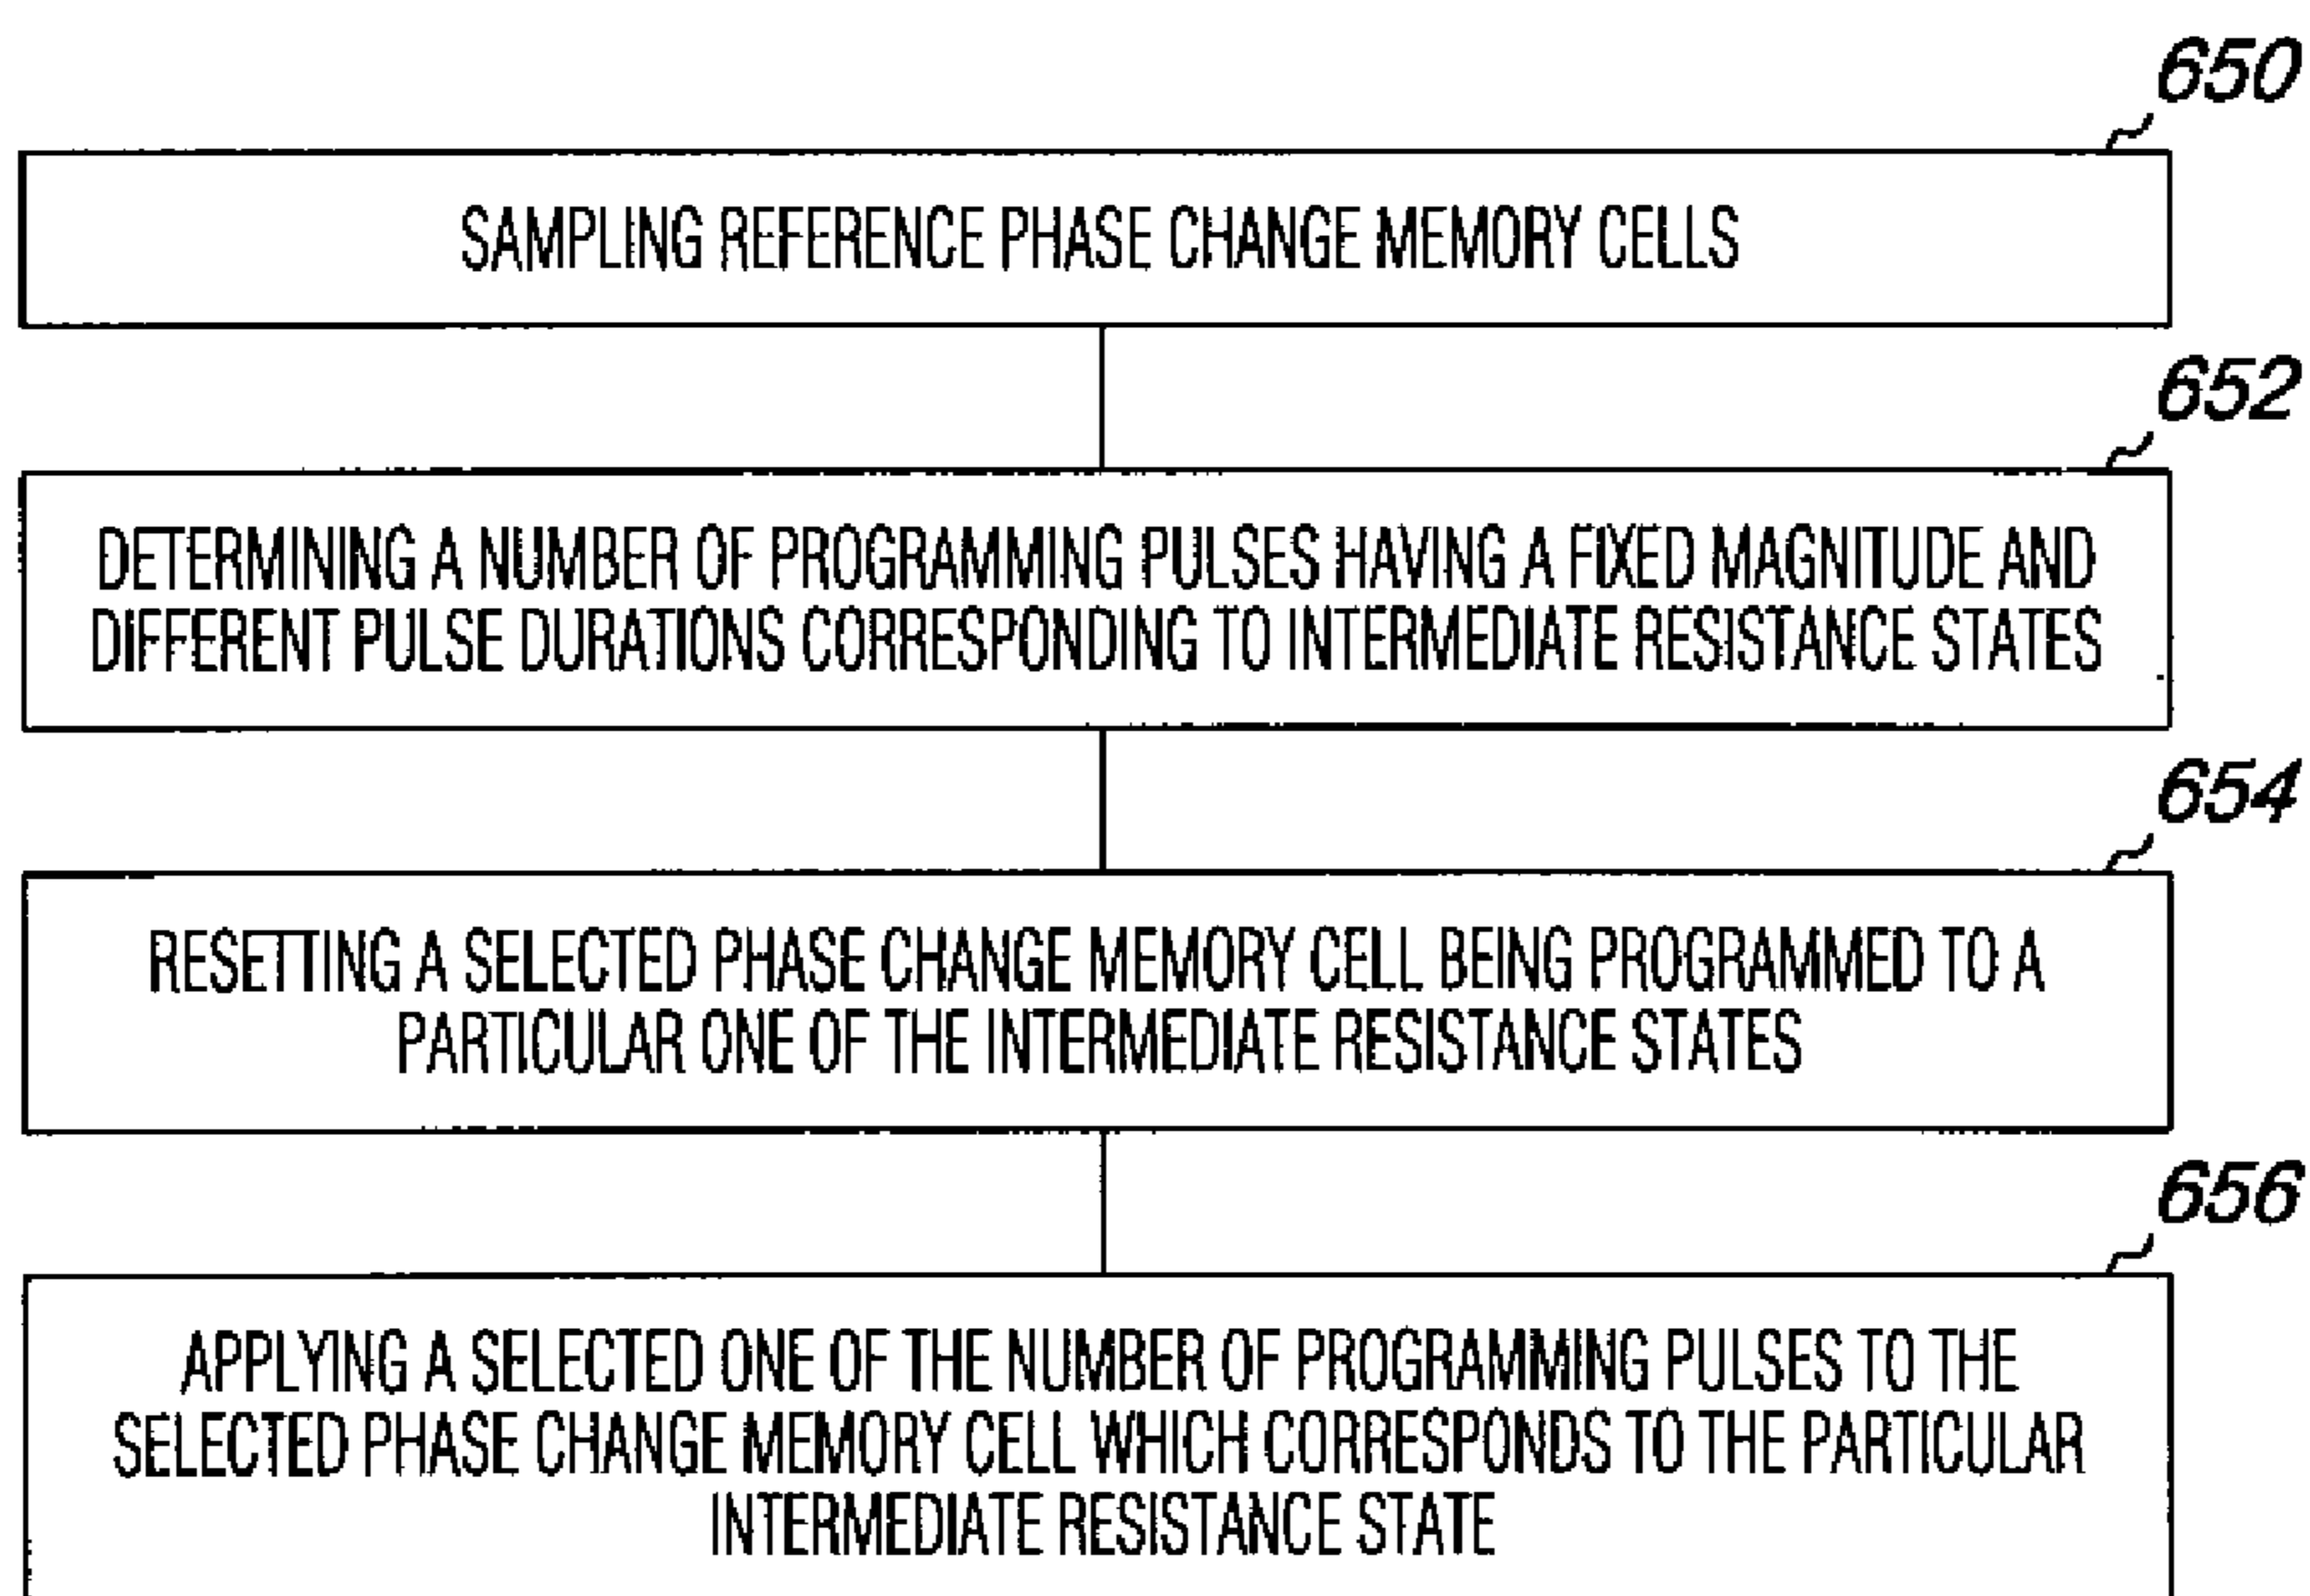 650
SAMPLING REFERENCE PHASE CHANGE MEMORY CELLS
652
DETERMINING A NUMBER OF PROGRAMMING PULSES HAVING A FIXED MAGNITUDE AND
DIFFERENT PULSE DURATIONS CORRESPONDING TO INTERMEDIATE RESISTANCE STATES
654
RESETTING A SELECTED PHASE CHANGE MEMORY CELL BEING PROGRAMMED TO A
PARTICULAR ONE OF THE INTERMEDIATE RESISTANCE STATES
656
APPLYING A SELECTED ONE OF THE NUMBER OF PROGRAMMING PULSES TO THE
SELECTED PHASE CHANGE MEMORY CELL WHICH CORRESPONDS TO THE PARTICULAR
INTERMEDIATE RESISTANCE STATE